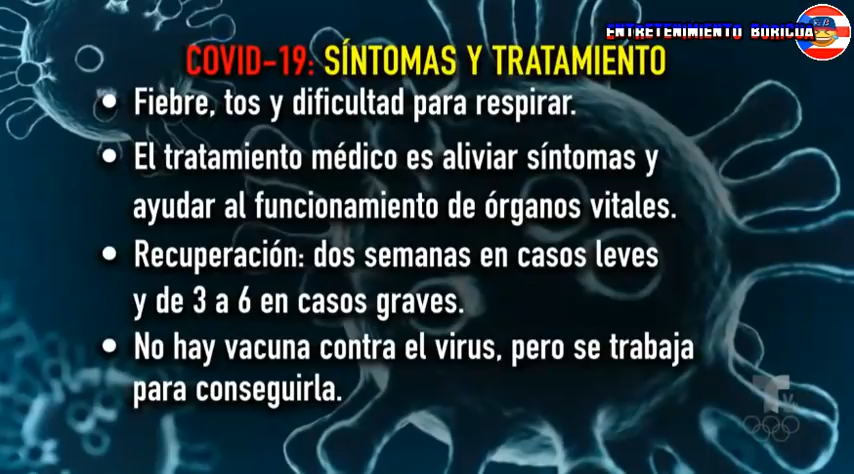 ENTRETENIMIENTO BORICUA
COVID-19: SÍNTOMAS Y TRATAMIENTO
• Fiebre, tos y dificultad para respirar.
• El tratamiento médico es aliviar síntomas y
ayudar al funcionamiento de órganos vitales.
• Recuperación: dos semanas en casos leves
y de 3 a 6 en casos graves.
• No hay vacuna contra el virus, pero se trabaja
para conseguirla.